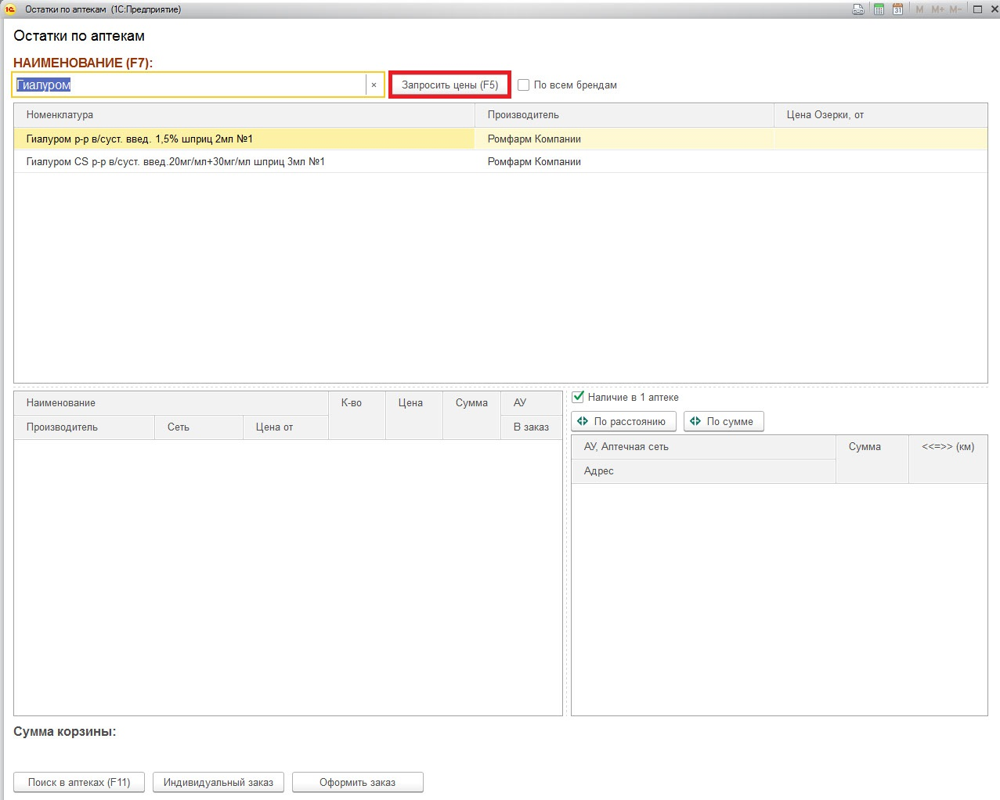 Остатки по аптекам (1С:Предприятие)
M M+ M-
31
Остатки по аптекам
НАИМЕНОВАНИЕ (F7):
Гиалуром × Запросить цены (F5) По всем брендам
Номенклатура Производитель Цена Озерки, от
Гиалуром р-р в/суст. введ. 1,5% шприц 2мл №1 Ромфарм Компании
Гиалуром CS р-р в/суст. введ.20мг/мл+30мг/мл шприц 3мл №1 Ромфарм Компании
Наименование К-во Цена Сумма АУ
Производитель Сеть Цена от В заказ
Наличие в 1 аптеке
По расстоянию По сумме
АУ, Аптечная сеть Сумма <<=>> (км)
Адрес
Сумма корзины:
Поиск в аптеках (F11) Индивидуальный заказ Оформить заказ